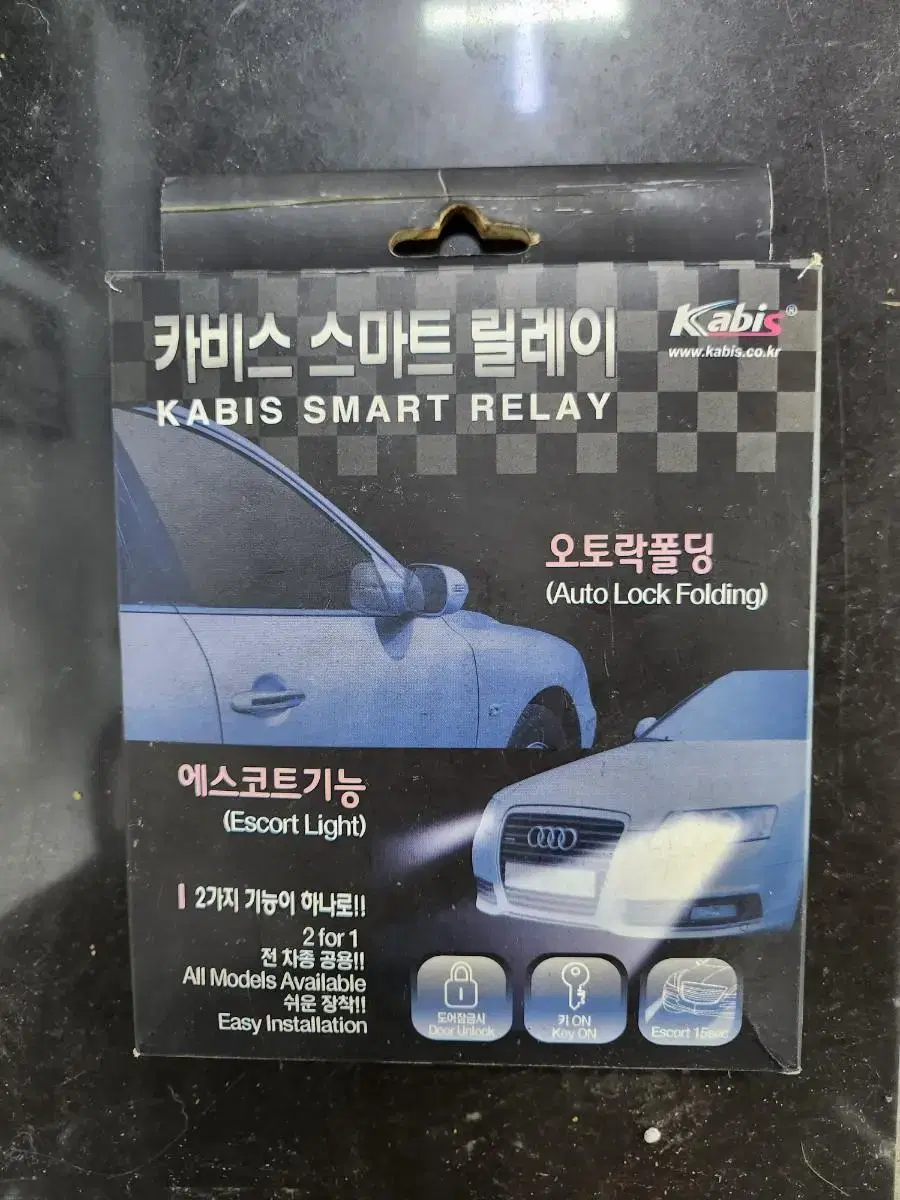 카비스 스마트 릴레이
KABIS SMART RELAY
Kabis®
www.kabis.co.kr
오토락폴딩
(Auto Lock Folding)
에스코트기능
(Escort Light)
2가지 기능이 하나로!!
2 for 1
전 차종 공용!!
All Models Available
쉬운 장착!!
Easy Installation
도어잠금시
Door Unlock
키 ON
Key ON
Escort 15sec